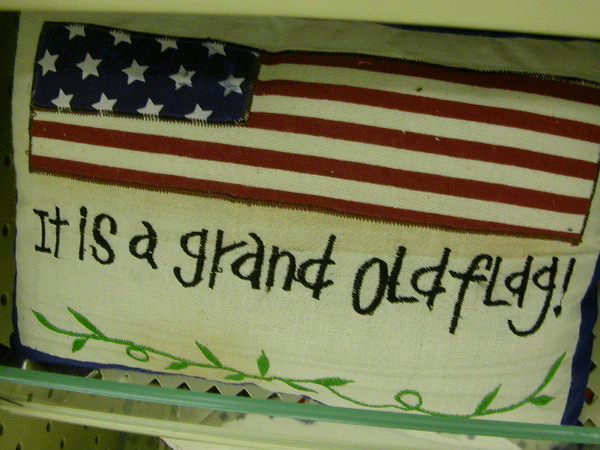 It is a grand old flag!